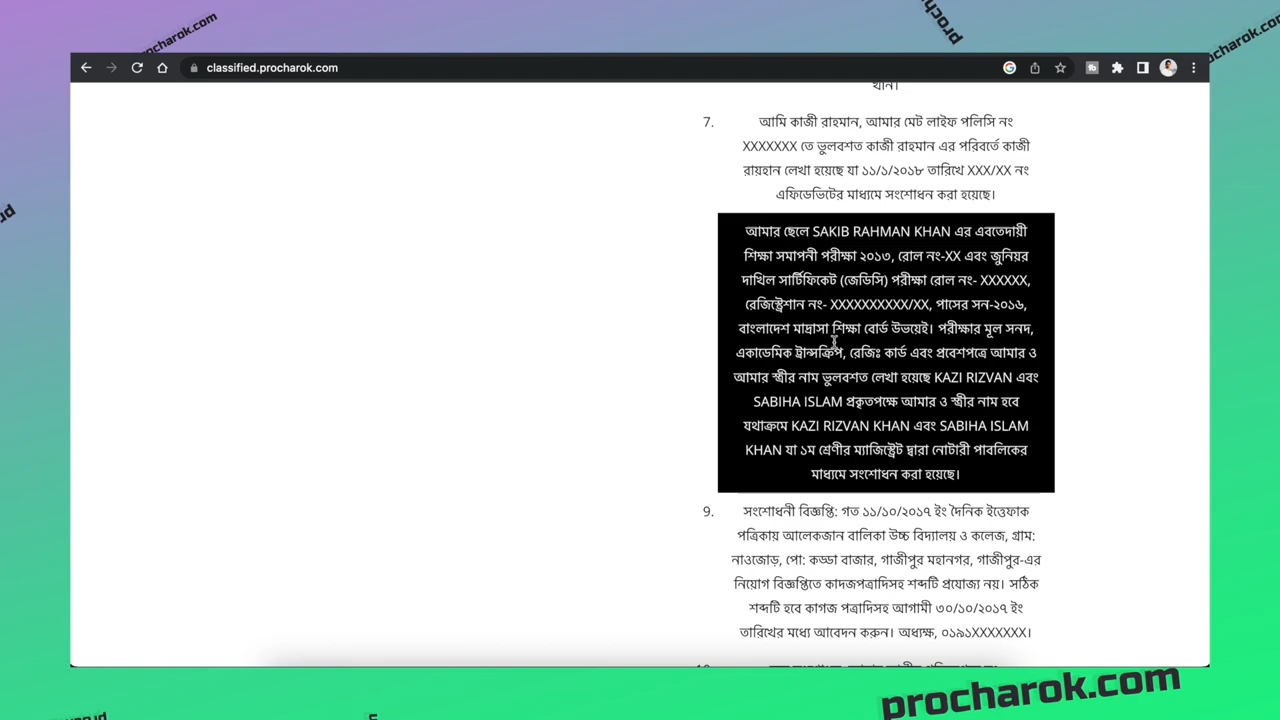 procharok.com
procharok.com
classified.procharok.com
খান।
7. আমি কাজী রাহমান, আমার মেট লাইফ পলিসি নং
XXXXXXX তে ভুলবশত কাজী রাহমান এর পরিবর্তে কাজী
রায়হান লেখা হয়েছে যা ১১/১/২০১৮ তারিখে XXX/XX নং
এফিডেভিটের মাধ্যমে সংশোধন করা হয়েছে।
আমার ছেলে SAKIB RAHMAN KHAN এর এবতেদায়ী
শিক্ষা সমাপনী পরীক্ষা ২০১৩, রোল নং-XX এবং জুনিয়র
দাখিল সার্টিফিকেট (জেডিসি) পরীক্ষা রোল নং- XXXXXX,
রেজিস্ট্রেশান নং- XXXXXXXXXX/XX, পাসের সন-২০১৬,
বাংলাদেশ মাদ্রাসা শিক্ষা বোর্ড উভয়েই। পরীক্ষার মূল সনদ,
একাডেমিক ট্রান্সক্রিপ, রেজিঃ কার্ড এবং প্রবেশপত্রে আমার ও
আমার স্ত্রীর নাম ভুলবশত লেখা হয়েছে KAZI RIZVAN এবং
SABIHA ISLAM প্রকৃতপক্ষে আমার ও স্ত্রীর নাম হবে
যথাক্রমে KAZI RIZVAN KHAN এবং SABIHA ISLAM
KHAN যা ১ম শ্রেণীর ম্যাজিস্ট্রেট দ্বারা নোটারী পাবলিকের
মাধ্যমে সংশোধন করা হয়েছে।
9. সংশোধনী বিজ্ঞপ্তি: গত ১১/১০/২০১৭ ইং দৈনিক ইত্তেফাক
পত্রিকায় আলেকজান বালিকা উচ্চ বিদ্যালয় ও কলেজ, গ্রাম:
নাওজোড়, পো: কড্ডা বাজার, গাজীপুর মহানগর, গাজীপুর-এর
নিয়োগ বিজ্ঞপ্তিতে কাদজপত্রাদিসহ শব্দটি প্রযোজ্য নয়। সঠিক
শব্দটি হবে কাগজ পত্রাদিসহ আগামী ৩০/১০/২০১৭ ইং
তারিখের মধ্যে আবেদন করুন। অধ্যক্ষ, ০১৯১XXXXXXX।
procharok.com